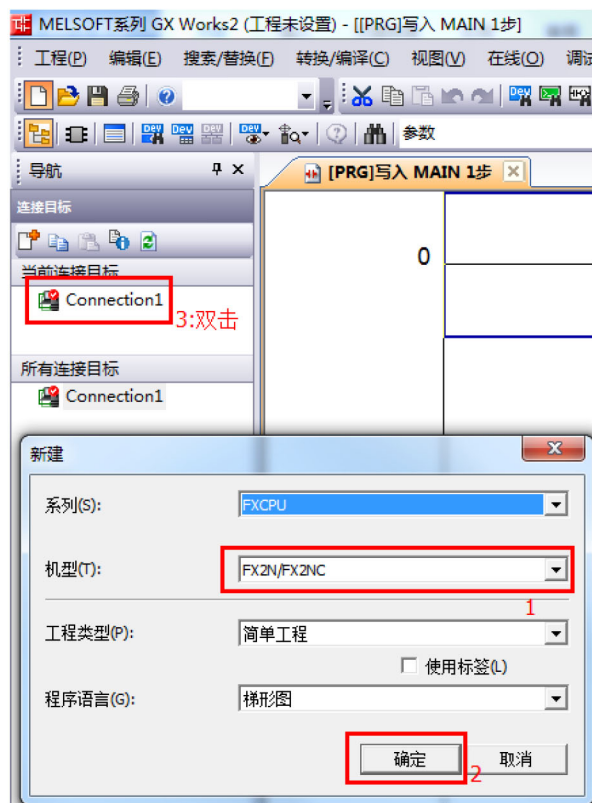 MELSOFT系列 GX Works2 (工程未设置) - [[PRG]写入 MAIN 1步]
工程(P) 编辑(E) 搜素/替换(F) 转换/编译(C) 视图(V) 在线(O) 调试
参数
导航
[PRG]写入 MAIN 1步
连接目标
当前连接目标
0
Connection1
3:双击
所有连接目标
Connection1
新建
系列(S): FXCPU
机型(T): FX2N/FX2NC
1
工程类型(P): 简单工程
使用标签(L)
程序语言(G): 梯形图
确定 取消
2